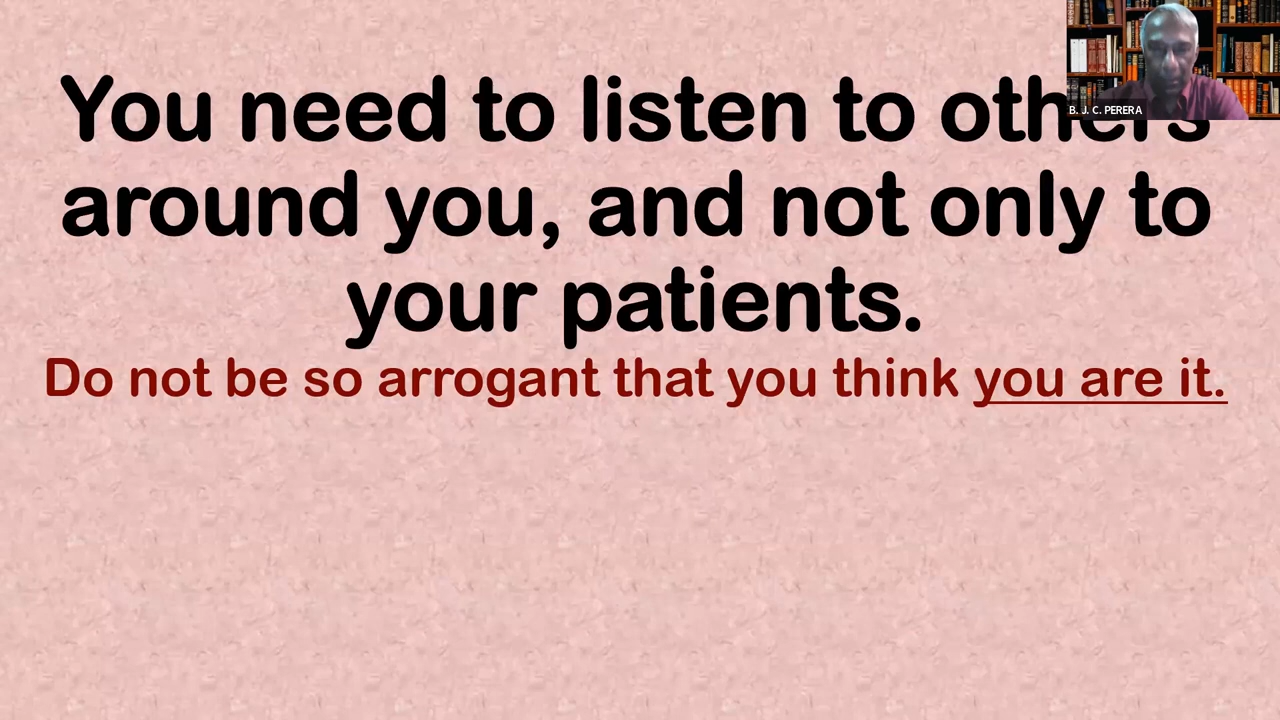 You need to listen to others
around you, and not only to
your patients.
Do not be so arrogant that you think you are it.
B. J. C. PERERA